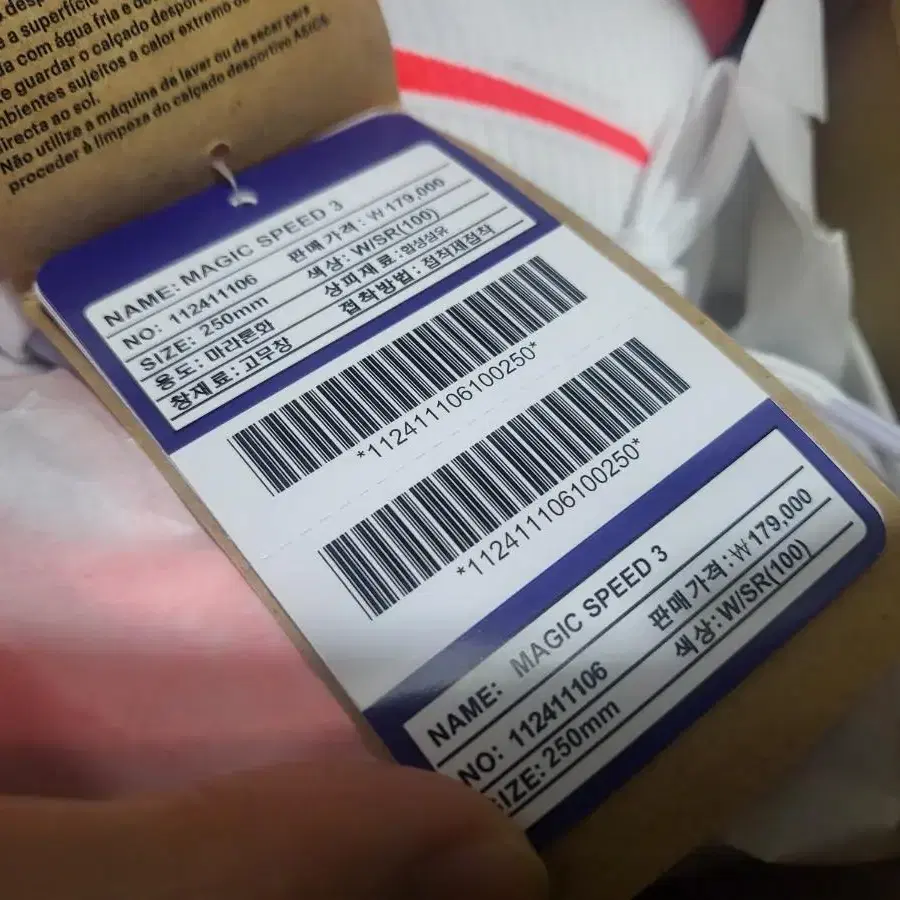 a superfície
a com água fria e de
e guardar o calçado desportivo
mbientes sujeitos a calor extremo ou
irecta ao sol.
Não utilize a máquina de lavar ou de secar para
proceder à limpeza do calçado desportivo ASICS.
NAME: MAGIC SPEED 3
NO: 112411106 판매가격: ₩179,000
SIZE: 250mm 색상: W/SR(100)
용도: 마라톤화 상피재료: 합성섬유
창재료: 고무창 접착방법: 접착제접착
*112411106100250*
*112411106100250*
NAME: MAGIC SPEED 3
NO: 112411106 판매가격: ₩179,000
SIZE: 250mm 색상: W/SR(100)